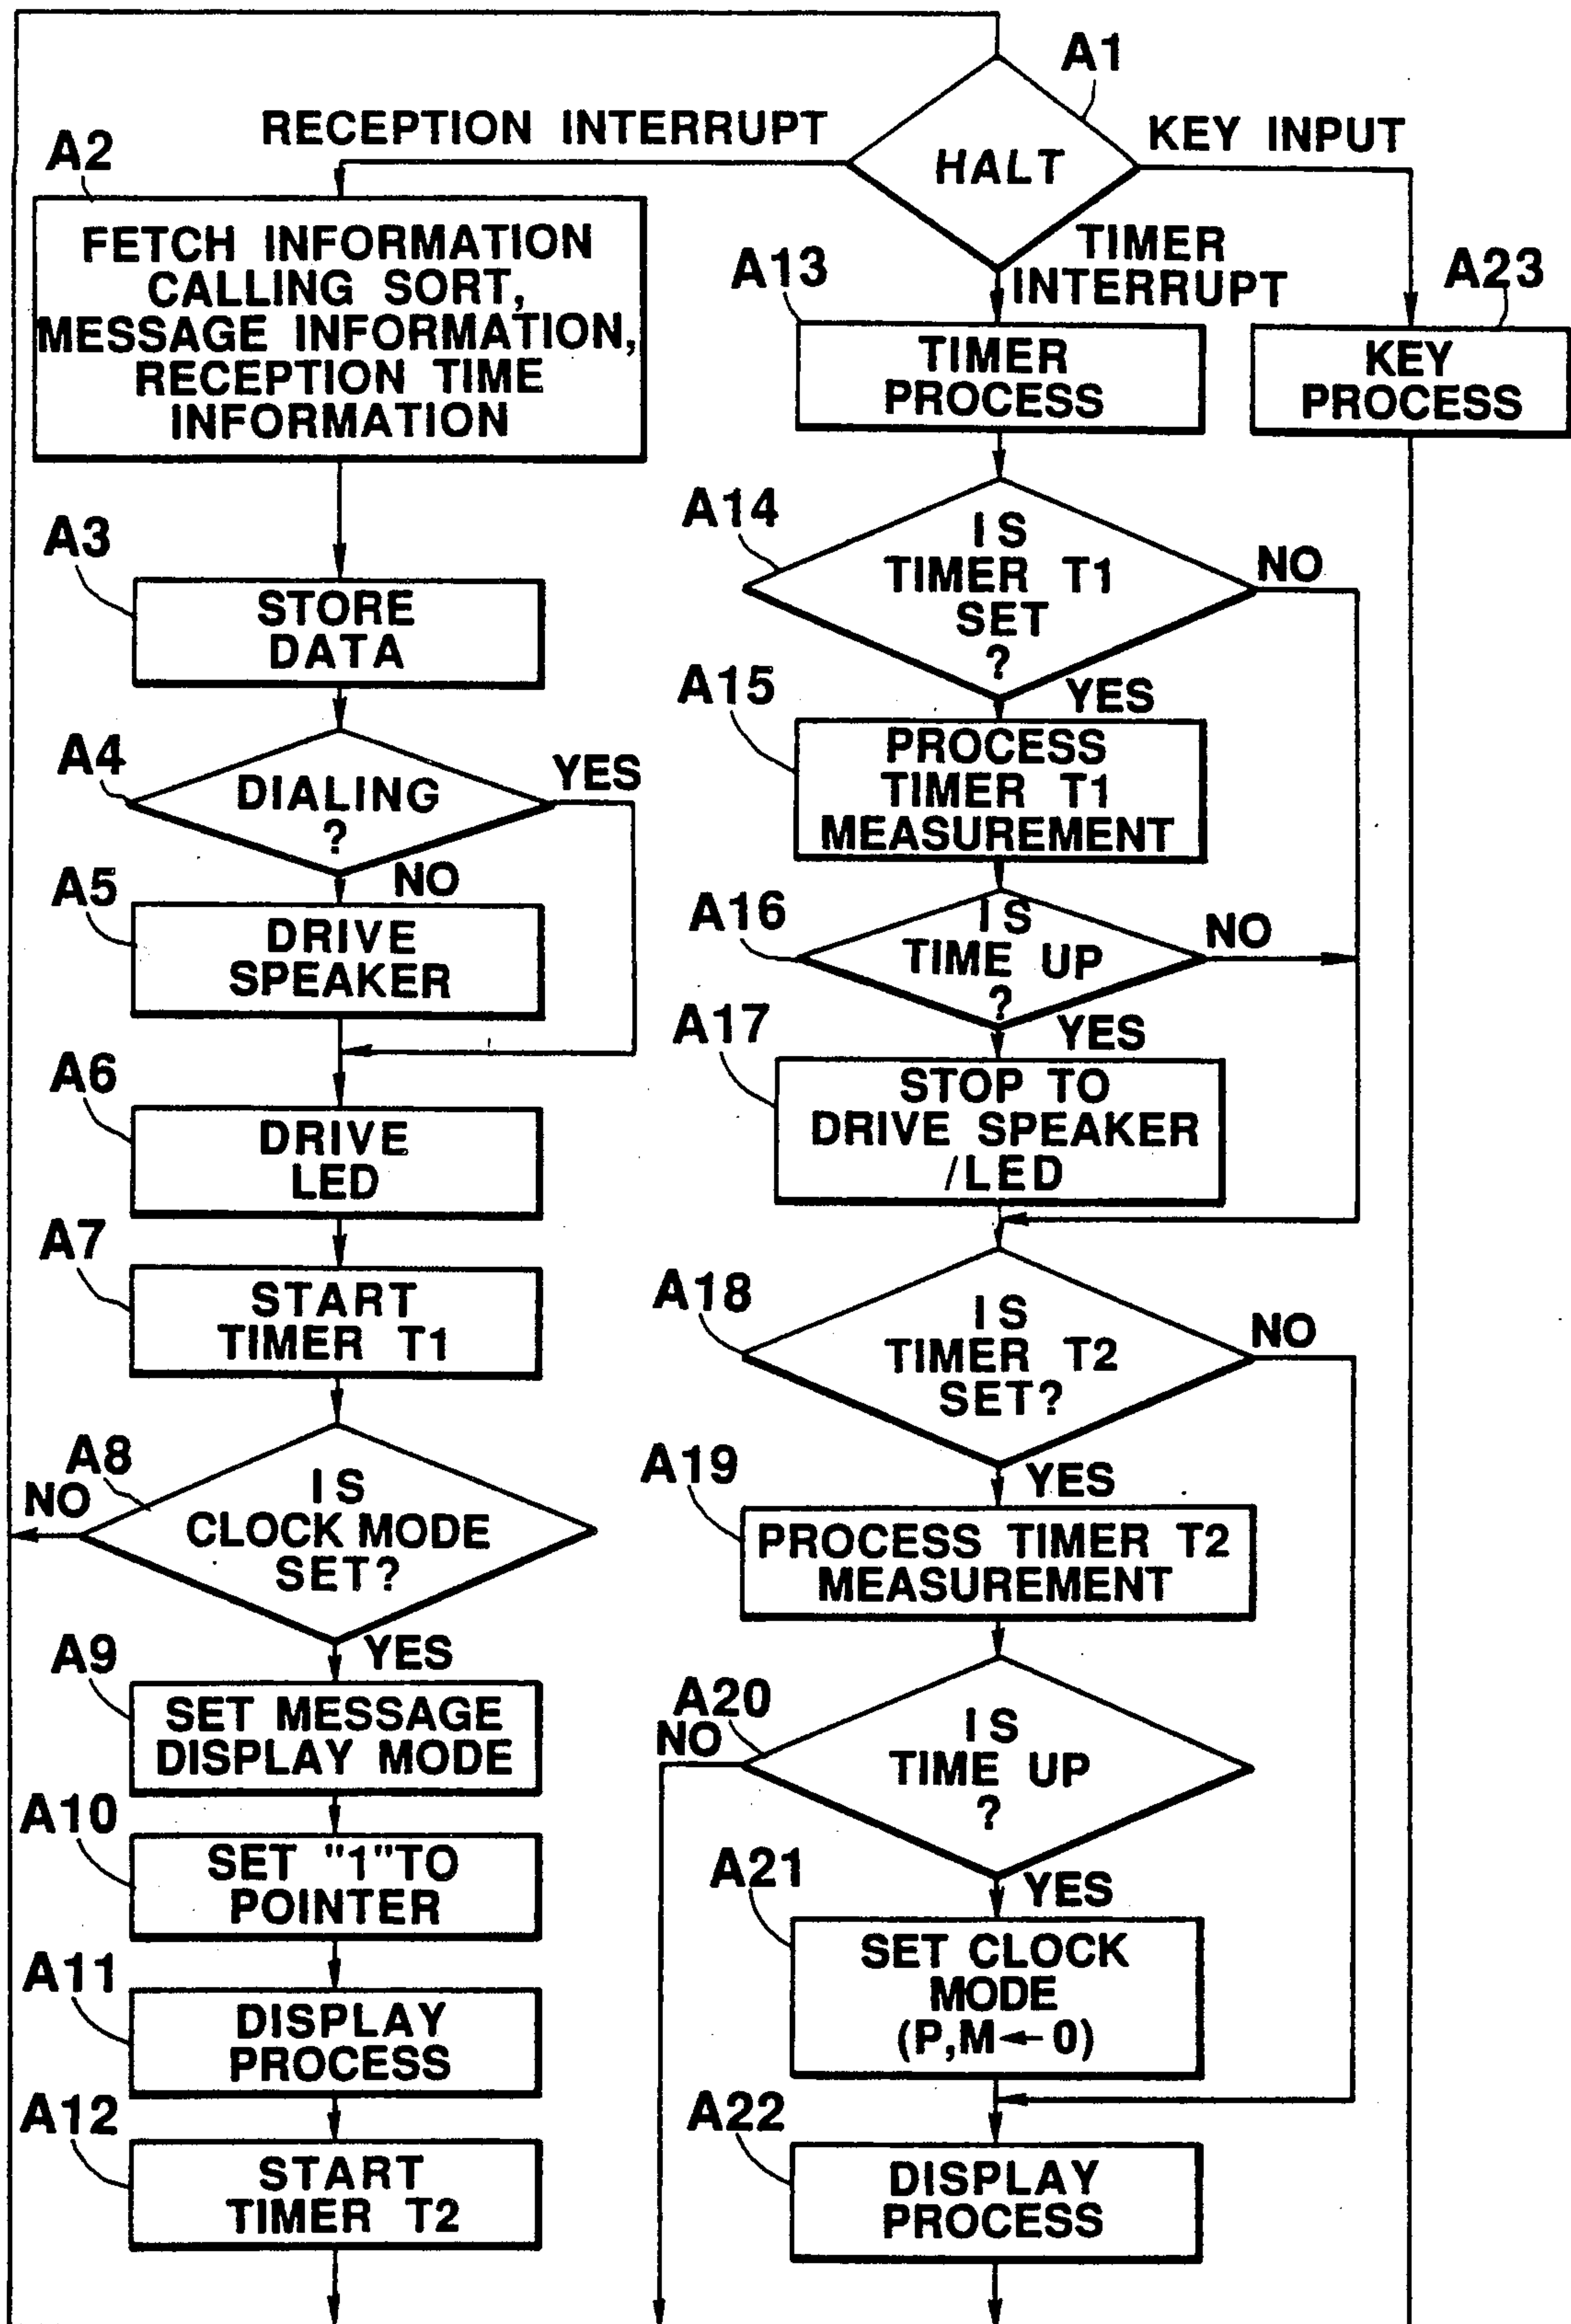 A1
HALT
RECEPTION INTERRUPT
KEY INPUT
TIMER
INTERRUPT
A2
FETCH INFORMATION
CALLING SORT,
MESSAGE INFORMATION,
RECEPTION TIME
INFORMATION
A3
STORE
DATA
A4
DIALING
?
YES
NO
A5
DRIVE
SPEAKER
A6
DRIVE
LED
A7
START
TIMER T1
A8
IS
CLOCK MODE
SET?
NO
YES
A9
SET MESSAGE
DISPLAY MODE
A10
SET "1"TO
POINTER
A11
DISPLAY
PROCESS
A12
START
TIMER T2
A13
TIMER
PROCESS
A14
IS
TIMER T1
SET
?
NO
YES
A15
PROCESS
TIMER T1
MEASUREMENT
A16
IS
TIME UP
?
NO
YES
A17
STOP TO
DRIVE SPEAKER
/LED
A18
IS
TIMER T2
SET?
NO
YES
A19
PROCESS TIMER T2
MEASUREMENT
A20
IS
TIME UP
?
NO
YES
A21
SET CLOCK
MODE
(P,M←0)
A22
DISPLAY
PROCESS
A23
KEY
PROCESS